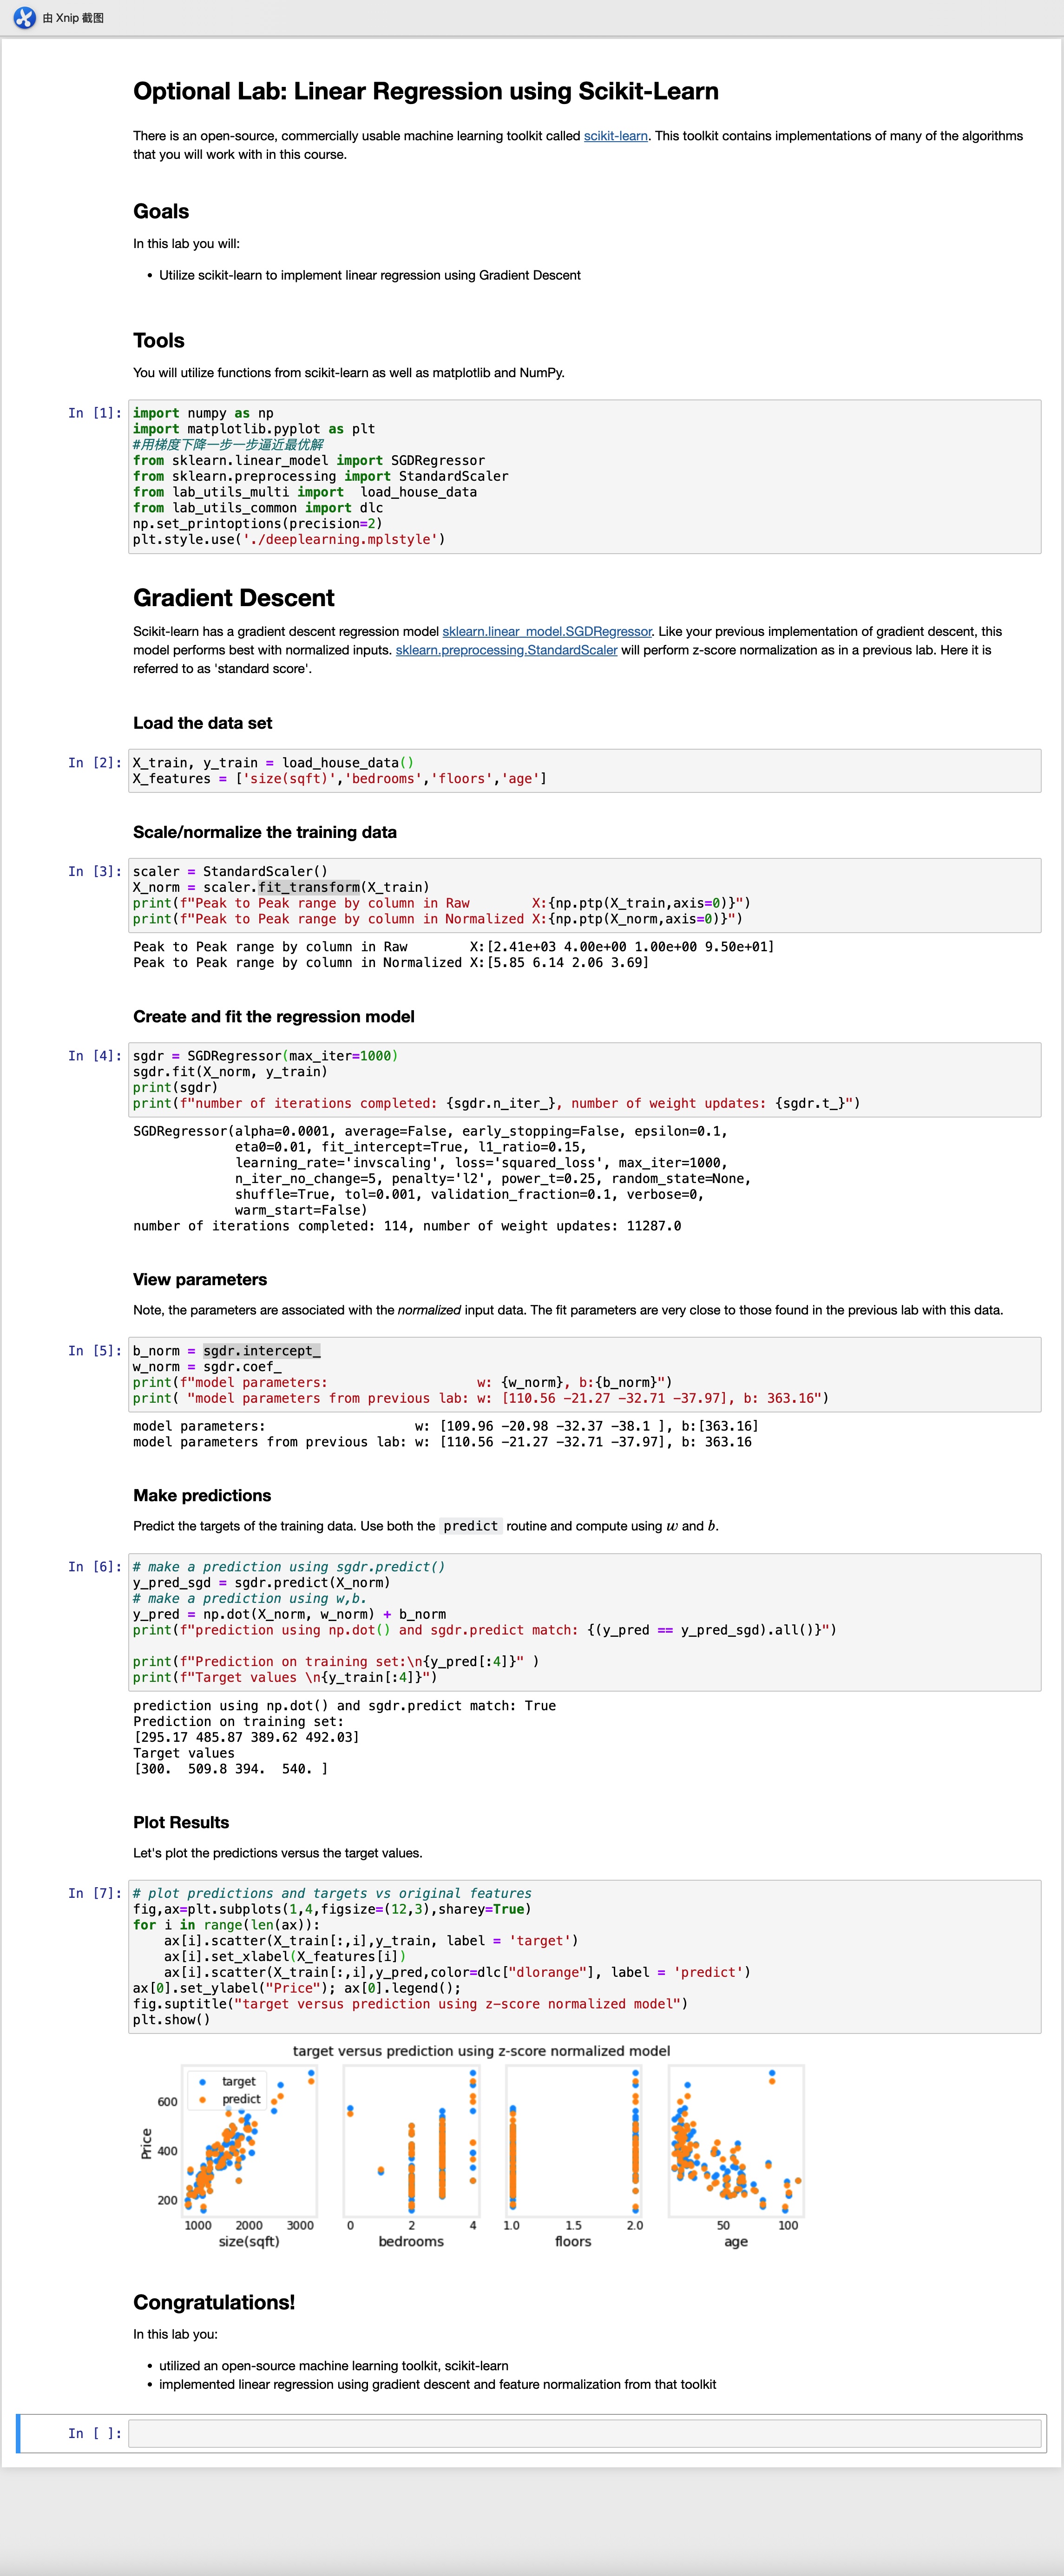 由 Xnip 截图
Optional Lab: Linear Regression using Scikit-Learn
There is an open-source, commercially usable machine learning toolkit called scikit-learn. This toolkit contains implementations of many of the algorithms
that you will work with in this course.
Goals
In this lab you will:
• Utilize scikit-learn to implement linear regression using Gradient Descent
Tools
You will utilize functions from scikit-learn as well as matplotlib and NumPy.
In [1]: import numpy as np
import matplotlib.pyplot as plt
#用梯度下降一步一步逼近最优解
from sklearn.linear_model import SGDRegressor
from sklearn.preprocessing import StandardScaler
from lab_utils_multi import  load_house_data
from lab_utils_common import dlc
np.set_printoptions(precision=2)
plt.style.use('./deeplearning.mplstyle')
Gradient Descent
Scikit-learn has a gradient descent regression model sklearn.linear_model.SGDRegressor. Like your previous implementation of gradient descent, this
model performs best with normalized inputs. sklearn.preprocessing.StandardScaler will perform z-score normalization as in a previous lab. Here it is
referred to as 'standard score'.
Load the data set
In [2]: X_train, y_train = load_house_data()
X_features = ['size(sqft)','bedrooms','floors','age']
Scale/normalize the training data
In [3]: scaler = StandardScaler()
X_norm = scaler.fit_transform(X_train)
print(f"Peak to Peak range by column in Raw        X:{np.ptp(X_train,axis=0)}")
print(f"Peak to Peak range by column in Normalized X:{np.ptp(X_norm,axis=0)}")
Peak to Peak range by column in Raw        X:[2.41e+03 4.00e+00 1.00e+00 9.50e+01]
Peak to Peak range by column in Normalized X:[5.85 6.14 2.06 3.69]
Create and fit the regression model
In [4]: sgdr = SGDRegressor(max_iter=1000)
sgdr.fit(X_norm, y_train)
print(sgdr)
print(f"number of iterations completed: {sgdr.n_iter_}, number of weight updates: {sgdr.t_}")
SGDRegressor(alpha=0.0001, average=False, early_stopping=False, epsilon=0.1,
             eta0=0.01, fit_intercept=True, l1_ratio=0.15,
             learning_rate='invscaling', loss='squared_loss', max_iter=1000,
             n_iter_no_change=5, penalty='l2', power_t=0.25, random_state=None,
             shuffle=True, tol=0.001, validation_fraction=0.1, verbose=0,
             warm_start=False)
number of iterations completed: 114, number of weight updates: 11287.0
View parameters
Note, the parameters are associated with the normalized input data. The fit parameters are very close to those found in the previous lab with this data.
In [5]: b_norm = sgdr.intercept_
w_norm = sgdr.coef_
print(f"model parameters:                   w: {w_norm}, b:{b_norm}")
print( "model parameters from previous lab: w: [110.56 -21.27 -32.71 -37.97], b: 363.16")
model parameters:                   w: [109.96 -20.98 -32.37 -38.1 ], b:[363.16]
model parameters from previous lab: w: [110.56 -21.27 -32.71 -37.97], b: 363.16
Make predictions
Predict the targets of the training data. Use both the predict routine and compute using w and b.
In [6]: # make a prediction using sgdr.predict()
y_pred_sgd = sgdr.predict(X_norm)
# make a prediction using w,b.
y_pred = np.dot(X_norm, w_norm) + b_norm
print(f"prediction using np.dot() and sgdr.predict match: {(y_pred == y_pred_sgd).all()}")
print(f"Prediction on training set:\n{y_pred[:4]}" )
print(f"Target values \n{y_train[:4]}")
prediction using np.dot() and sgdr.predict match: True
Prediction on training set:
[295.17 485.87 389.62 492.03]
Target values
[300.  509.8 394.  540. ]
Plot Results
Let's plot the predictions versus the target values.
In [7]: # plot predictions and targets vs original features
fig,ax=plt.subplots(1,4,figsize=(12,3),sharey=True)
for i in range(len(ax)):
    ax[i].scatter(X_train[:,i],y_train, label = 'target')
    ax[i].set_xlabel(X_features[i])
    ax[i].scatter(X_train[:,i],y_pred,color=dlc["dlorange"], label = 'predict')
ax[0].set_ylabel("Price"); ax[0].legend();
fig.suptitle("target versus prediction using z-score normalized model")
plt.show()
target versus prediction using z-score normalized model
target
predict
600
400
200
Price
1000 2000 3000 0 2 4 1.0 1.5 2.0 50 100
size(sqft) bedrooms floors age
Congratulations!
In this lab you:
• utilized an open-source machine learning toolkit, scikit-learn
• implemented linear regression using gradient descent and feature normalization from that toolkit
In [ ]: